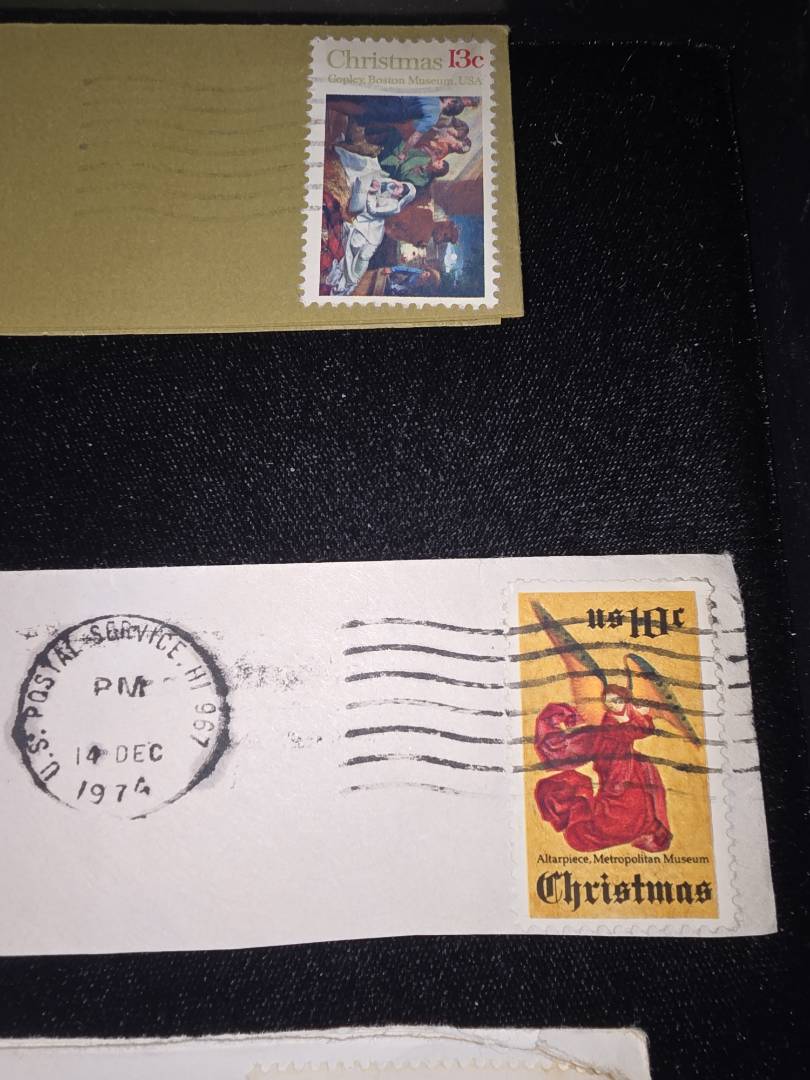 Christmas 13c
Copley, Boston Museum, USA
U.S. POSTAL SERVICE, HI 967
PM
14 DEC
1974
us 10c
Altarpiece, Metropolitan Museum
Christmas